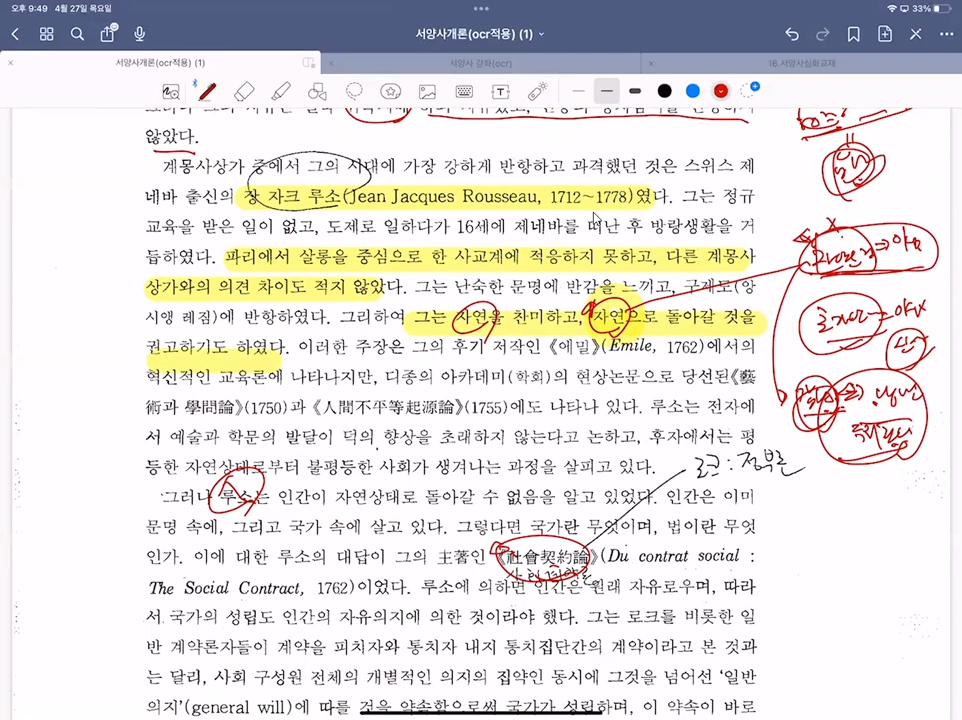 오후 9:49 4월 27일 목요일
33%
서양사개론(ocr적용) (1)
서양사개론(ocr적용) (1)
서양사 강좌(ocr)
16.서양사심화교재
않았다.
계몽사상가 중에서 그의 시대에 가장 강하게 반항하고 과격했던 것은 스위스 제
네바 출신의 장 자크 루소(Jean Jacques Rousseau, 1712~1778)였다. 그는 정규
교육을 받은 일이 없고, 도제로 일하다가 16세에 제네바를 떠난 후 방랑생활을 거
듭하였다. 파리에서 살롱을 중심으로 한 사교계에 적응하지 못하고, 다른 계몽사
상가와의 의견 차이도 적지 않았다. 그는 난숙한 문명에 반감을 느끼고, 구제도(앙
시앵 레짐)에 반항하였다. 그리하여 그는 자연을 찬미하고, 자연으로 돌아갈 것을
권고하기도 하였다. 이러한 주장은 그의 후기 저작인 《에밀》(Émile, 1762)에서의
혁신적인 교육론에 나타나지만, 디종의 아카데미(학회)의 현상논문으로 당선된《藝
術과 學問論》(1750)과 《人間不平等起源論》(1755)에도 나타나 있다. 루소는 전자에
서 예술과 학문의 발달이 덕의 향상을 초래하지 않는다고 논하고, 후자에서는 평
등한 자연상태로부터 불평등한 사회가 생겨나는 과정을 살피고 있다.
로크: 정부론
그러나 루소는 인간이 자연상태로 돌아갈 수 없음을 알고 있었다. 인간은 이미
문명 속에, 그리고 국가 속에 살고 있다. 그렇다면 국가란 무엇이며, 법이란 무엇
인가. 이에 대한 루소의 대답이 그의 主著인 《社會契約論》(Du contrat social :
사회계약론
The Social Contract, 1762)이었다. 루소에 의하면 인간은 원래 자유로우며, 따라
서 국가의 성립도 인간의 자유의지에 의한 것이라야 했다. 그는 로크를 비롯한 일
반 계약론자들이 계약을 피치자와 통치자 내지 통치집단간의 계약이라고 본 것과
는 달리, 사회 구성원 전체의 개별적인 의지의 집약인 동시에 그것을 넘어선 '일반
의지'(general will)에 따를 것을 약속함으로써 국가가 성립하며, 이 약속이 바로